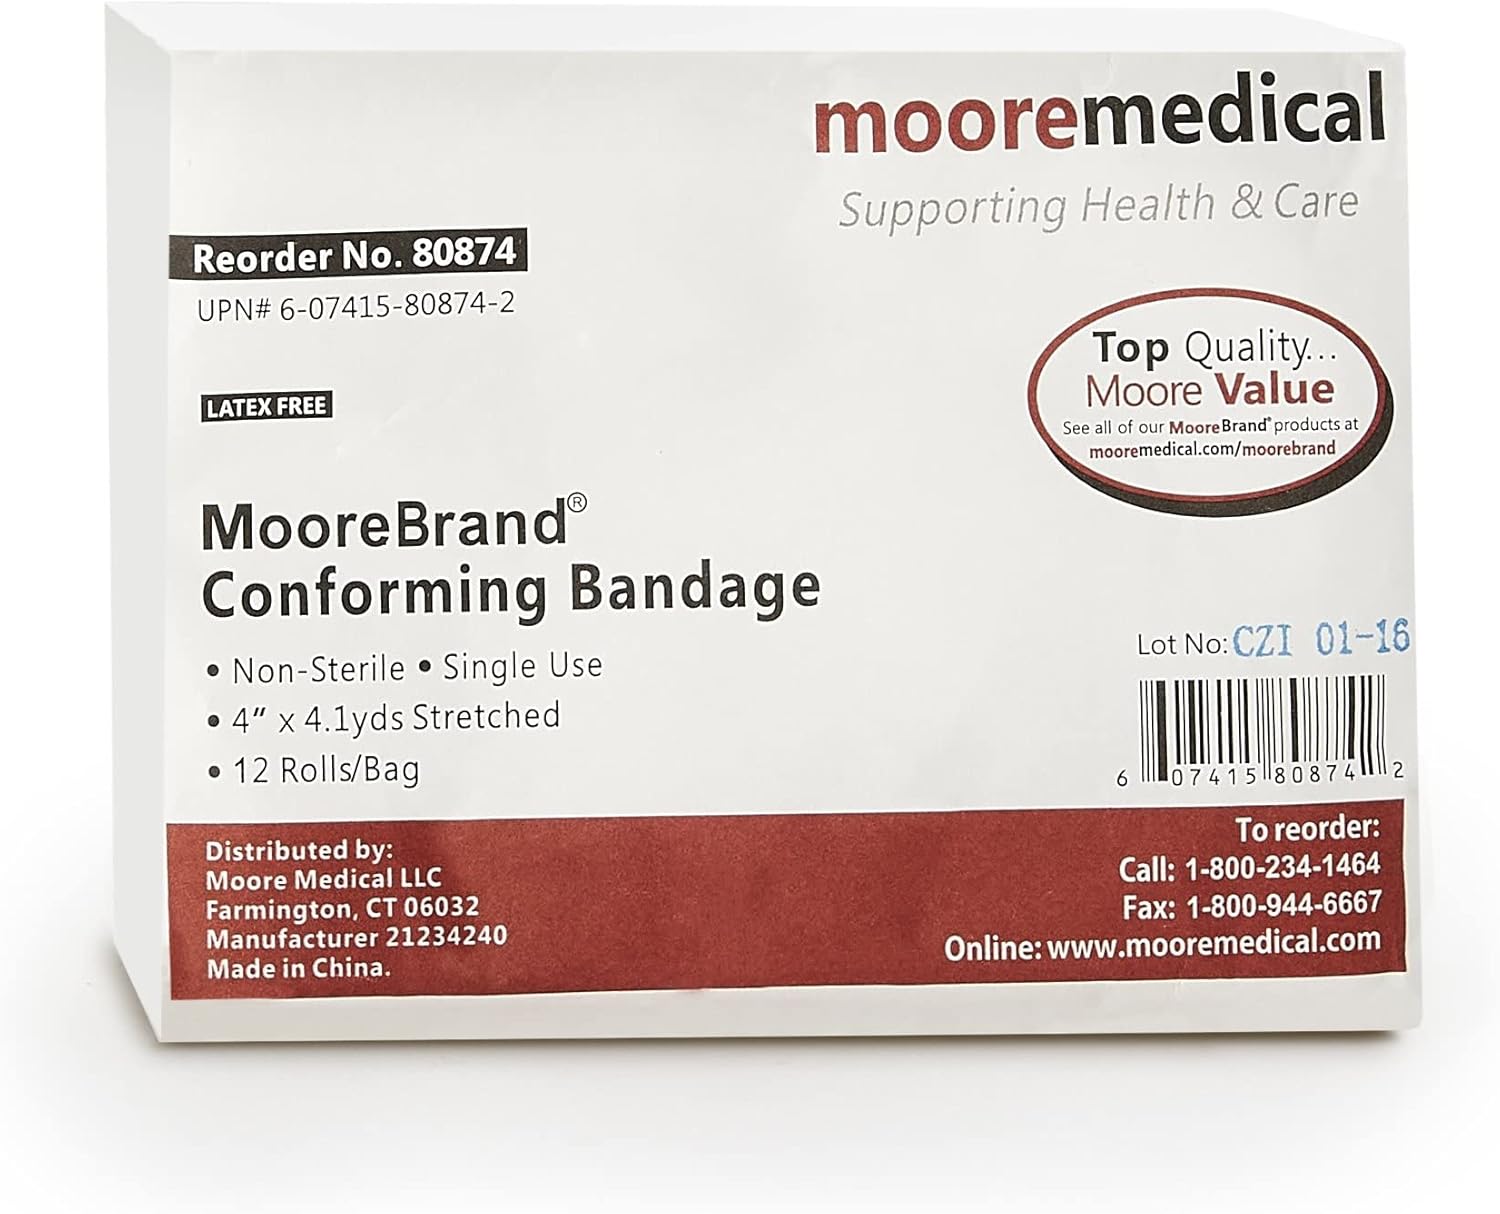 mooremedical
Supporting Health & Care
Reorder No. 80874
UPN# 6-07415-80874-2
LATEX FREE
Top Quality...
Moore Value
See all of our MooreBrand® products at
mooremedical.com/moorebrand
MooreBrand®
Conforming Bandage
• Non-Sterile • Single Use
• 4" x 4.1yds Stretched
• 12 Rolls/Bag
Lot No: CZI 01-16
6 07415 80874 2
Distributed by:
Moore Medical LLC
Farmington, CT 06032
Manufacturer 21234240
Made in China.
To reorder:
Call: 1-800-234-1464
Fax: 1-800-944-6667
Online: www.mooremedical.com